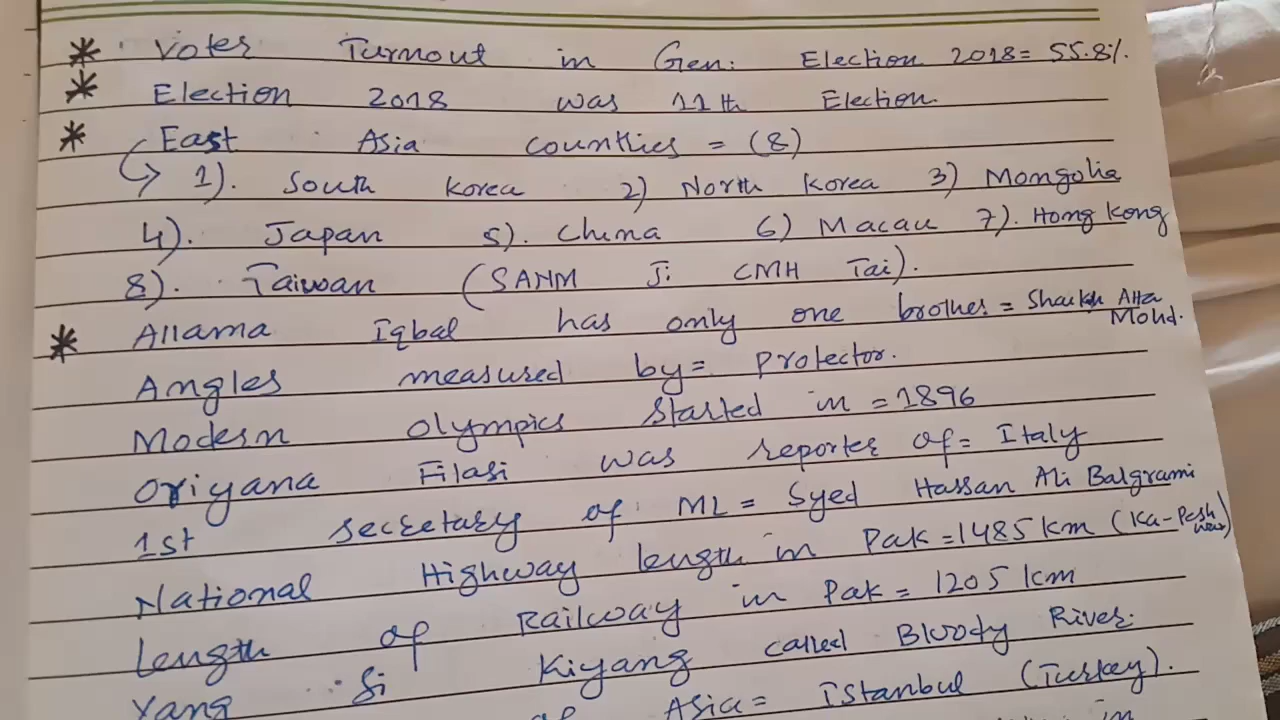 * Voter Turnout in Gen: Election 2018= 55.8%.
* Election 2018 was 11th Election.
* East Asia countries = (8)
↳ 1). South Korea 2) North Korea 3) Mongolia
4). Japan 5). China 6) Macau 7). Hong Kong
8). Taiwan (SANM Ji CMH Tai).
* Allama Iqbal has only one brother = Shaikh Atta Mohd.
Angles measured by= Protector.
Modern Olympics started in = 1896
Oriyana Filasi was reporter of= Italy
1st secretary of ML = Syed Hassan Ali Balgrami
National Highway length in Pak = 1485 km (Ka-Peshwar)
Length of Railway in Pak = 1205 km
Yang Si Kiyang called Bloody River.
of Asia= Istanbul (Turkey).
in